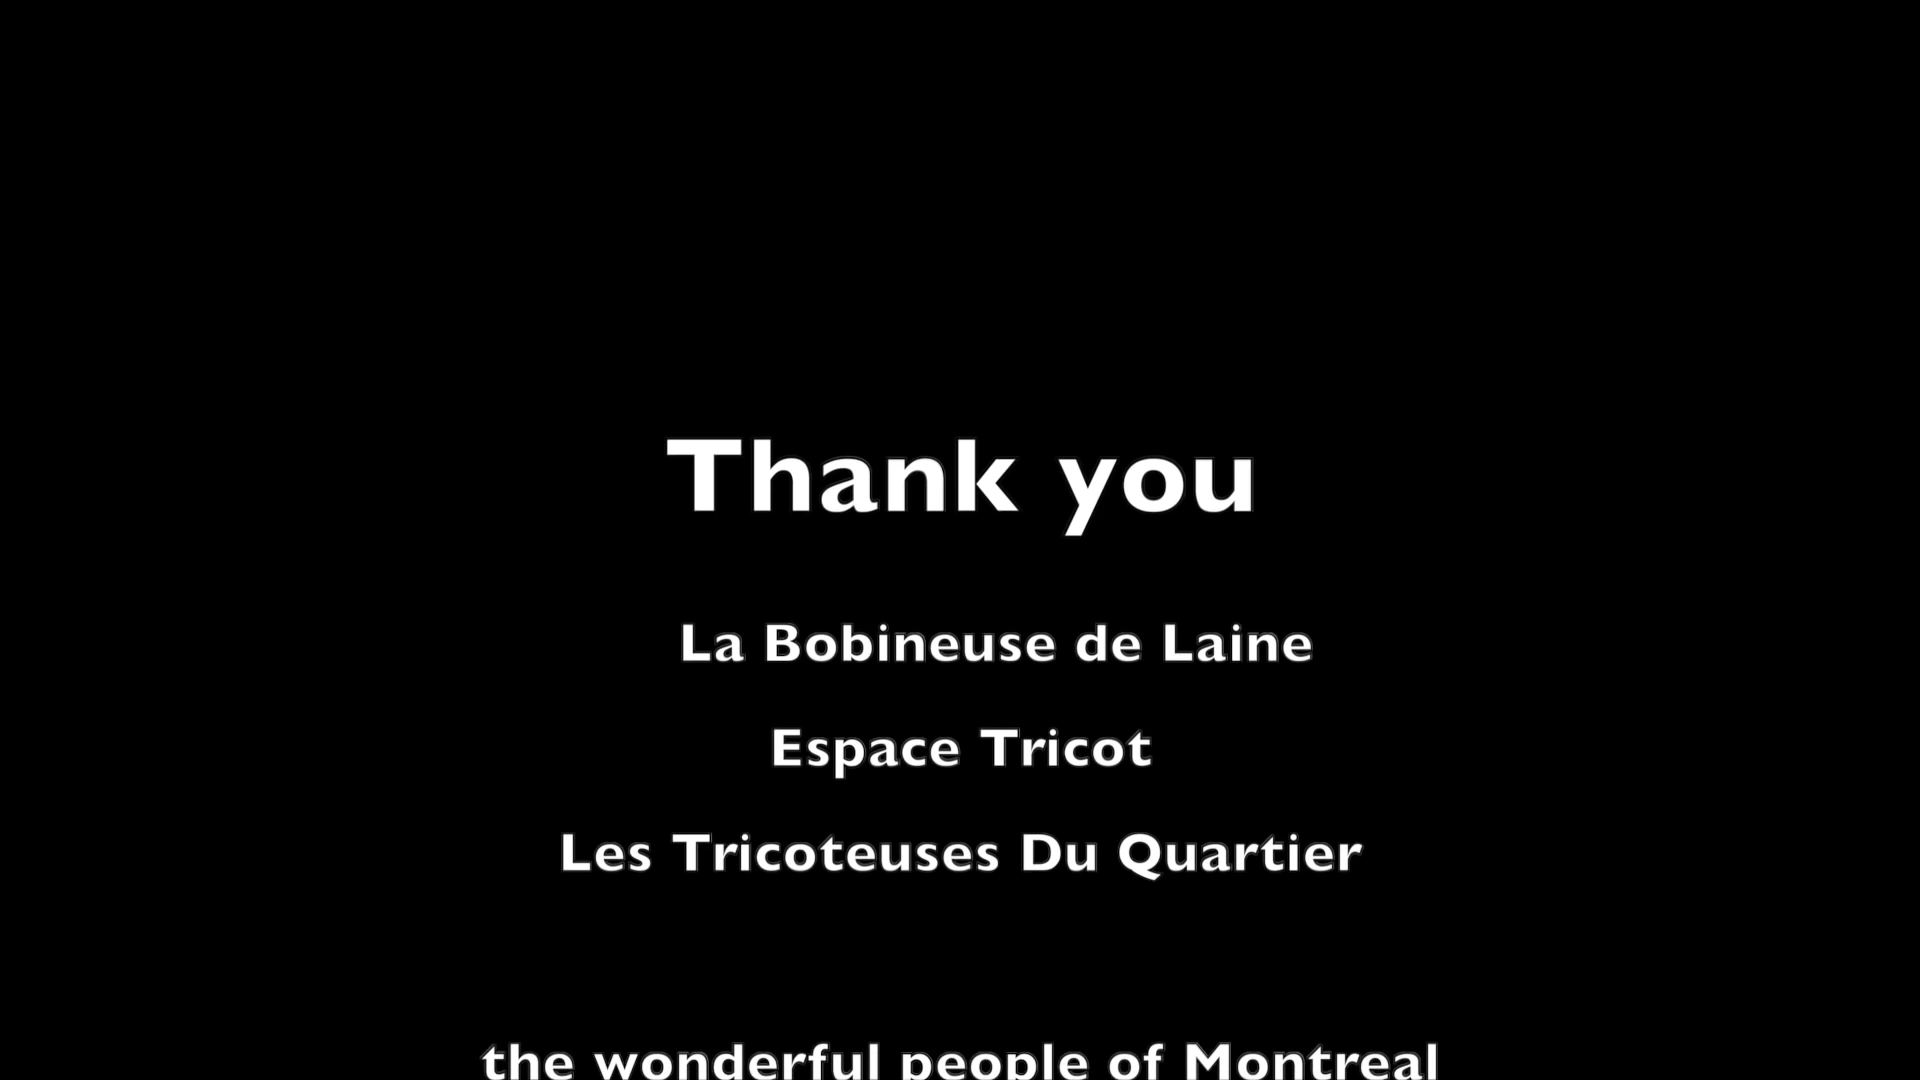 Thank you
La Bobineuse de Laine
Espace Tricot
Les Tricoteuses Du Quartier
the wonderful people of Montreal